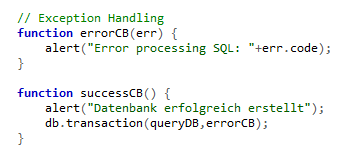 // Exception Handling
function errorCB(err) {
    alert("Error processing SQL: "+err.code);
}

function successCB() {
    alert("Datenbank erfolgreich erstellt");
    db.transaction(queryDB,errorCB);
}